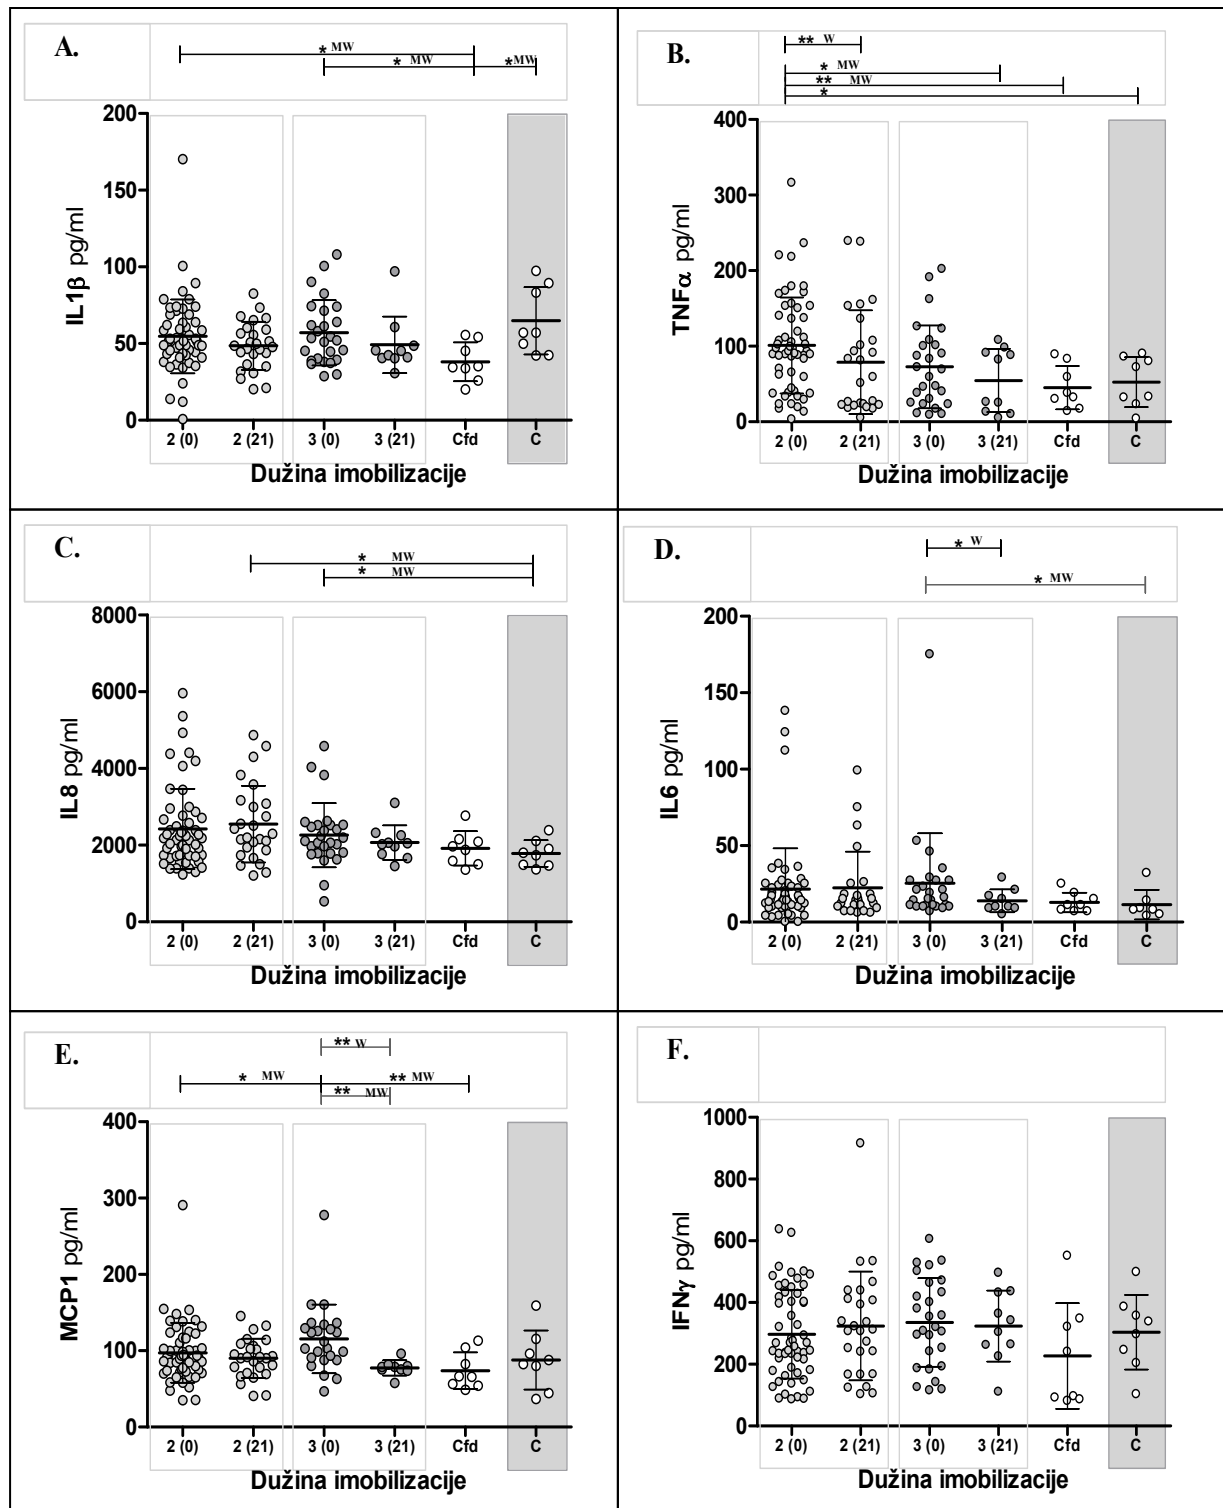 A.
* MW
* MW
*MW
200
150
100
50
0
IL1β pg/ml
2 (0) 2 (21) 3 (0) 3 (21) Cfd C
Dužina imobilizacije
B.
** W
* MW
** MW
*
400
300
200
100
0
TNFα pg/ml
2 (0) 2 (21) 3 (0) 3 (21) Cfd C
Dužina imobilizacije
C.
* MW
* MW
8000
6000
4000
2000
0
IL8 pg/ml
2 (0) 2 (21) 3 (0) 3 (21) Cfd C
Dužina imobilizacije
D.
* W
* MW
200
150
100
50
0
IL6 pg/ml
2 (0) 2 (21) 3 (0) 3 (21) Cfd C
Dužina imobilizacije
E.
** W
* MW ** MW
** MW
400
300
200
100
0
MCP1 pg/ml
2 (0) 2 (21) 3 (0) 3 (21) Cfd C
Dužina imobilizacije
F.
1000
800
600
400
200
0
IFNγ pg/ml
2 (0) 2 (21) 3 (0) 3 (21) Cfd C
Dužina imobilizacije